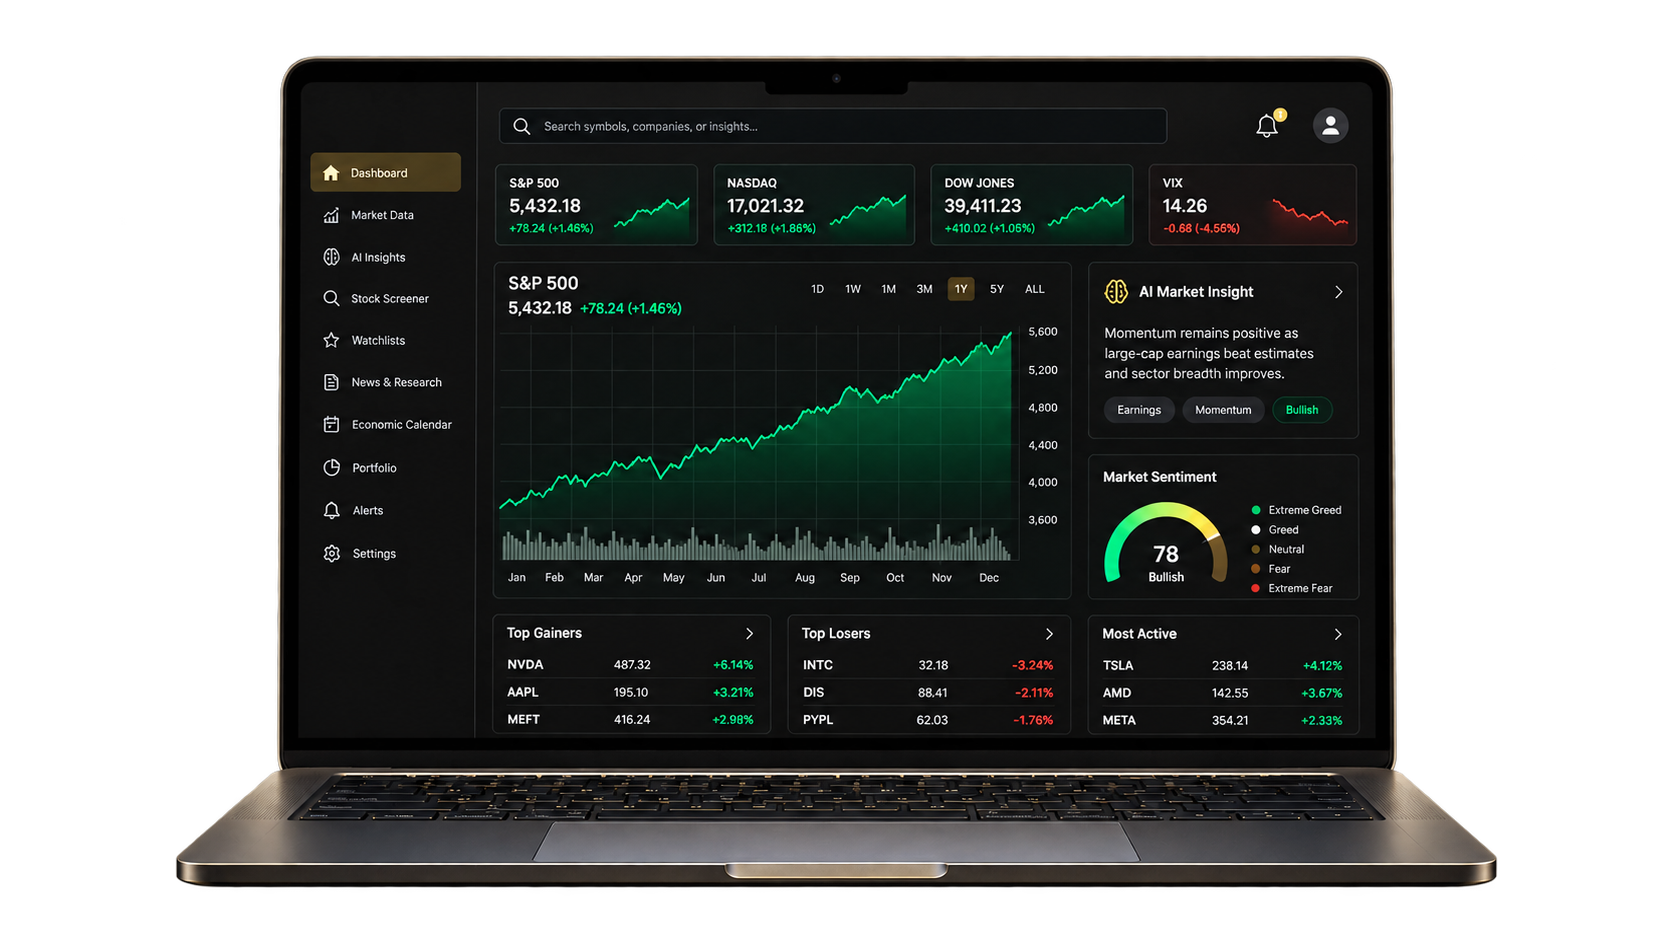 Search symbols, companies, or insights...
Dashboard
Market Data
AI Insights
Stock Screener
Watchlists
News & Research
Economic Calendar
Portfolio
Alerts
Settings
S&P 500
5,432.18
+78.24 (+1.46%)
NASDAQ
17,021.32
+312.18 (+1.86%)
DOW JONES
39,411.23
+410.02 (+1.06%)
VIX
14.26
-0.68 (-4.56%)
S&P 500
5,432.18 +78.24 (+1.46%)
1D 1W 1M 3M 1Y 5Y ALL
5,600
5,200
4,800
4,400
4,000
3,600
Jan Feb Mar Apr May Jun Jul Aug Sep Oct Nov Dec
AI Market Insight
Momentum remains positive as
large-cap earnings beat estimates
and sector breadth improves.
Earnings Momentum Bullish
Market Sentiment
78
Bullish
Extreme Greed
Greed
Neutral
Fear
Extreme Fear
Top Gainers
NVDA 487.32 +6.14%
AAPL 195.10 +3.21%
MEFT 416.24 +2.98%
Top Losers
INTC 32.18 -3.24%
DIS 88.41 -2.11%
PYPL 62.03 -1.76%
Most Active
TSLA 238.14 +4.12%
AMD 142.55 +3.67%
META 354.21 +2.33%